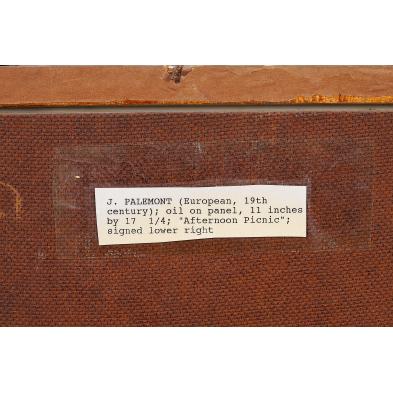 J. PALEMONT (European, 19th
century); oil on panel, 11 inches
by 17 1/4; "Afternoon Picnic";
signed lower right